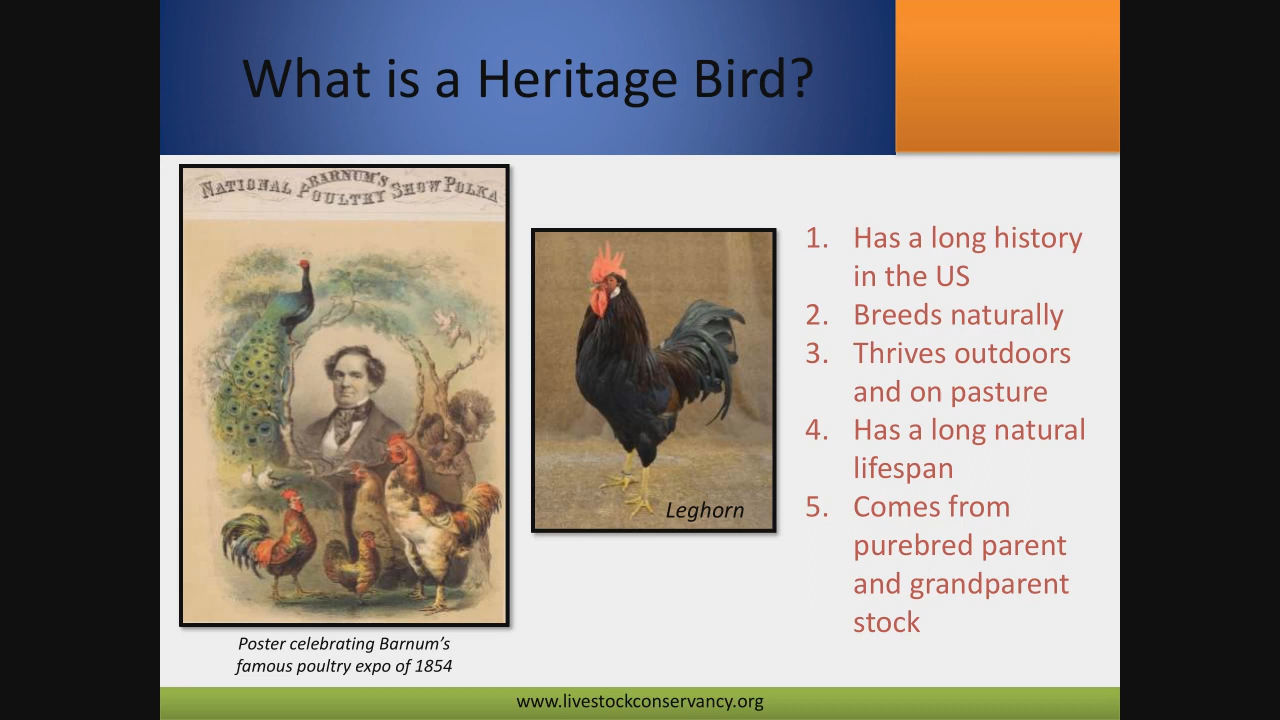 What is a Heritage Bird?
BARNUM'S
NATIONAL POULTRY SHOW POLKA
Leghorn
1. Has a long history
in the US
2. Breeds naturally
3. Thrives outdoors
and on pasture
4. Has a long natural
lifespan
5. Comes from
purebred parent
and grandparent
stock
Poster celebrating Barnum's
famous poultry expo of 1854
www.livestockconservancy.org